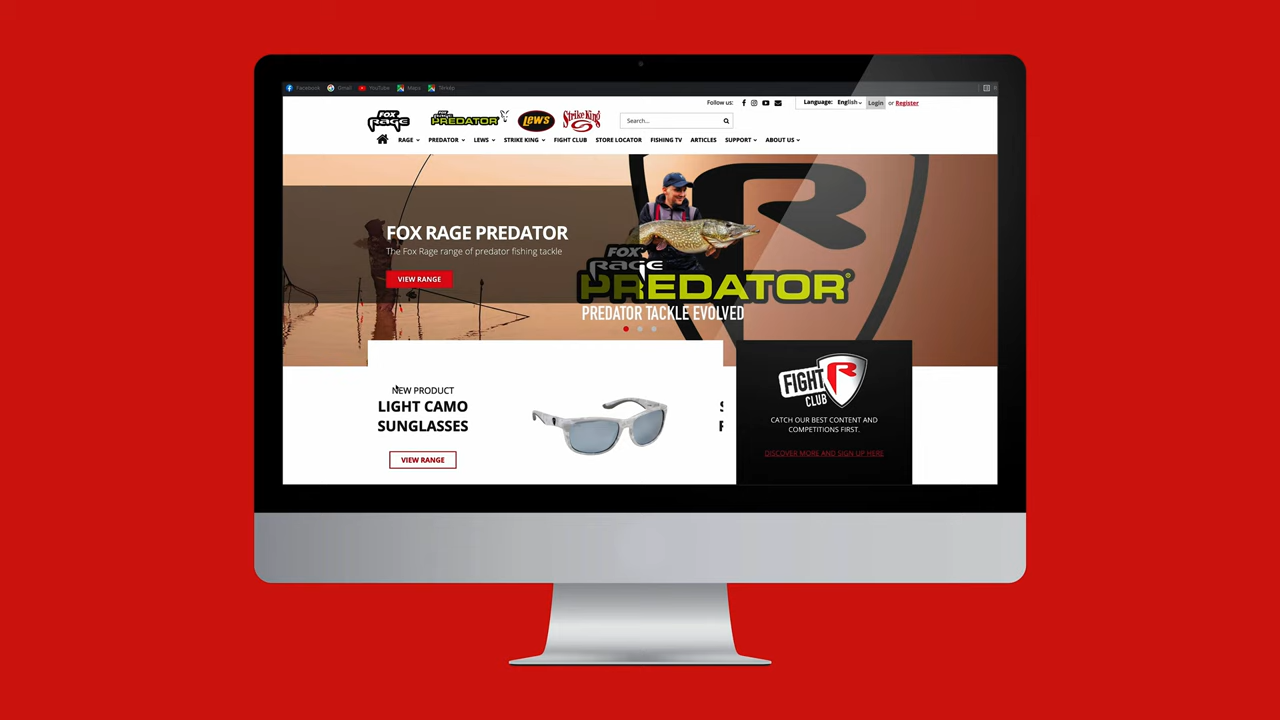 Facebook Gmail YouTube Maps Térkép
Follow us:
Language: English Login or Register
FOX RAGE
FOX RAGE PREDATOR
LEW'S
Strike King
Search...
RAGE PREDATOR LEWS STRIKE KING FIGHT CLUB STORE LOCATOR FISHING TV ARTICLES SUPPORT ABOUT US
FOX RAGE PREDATOR
The Fox Rage range of predator fishing tackle
VIEW RANGE
FOX RAGE
PREDATOR
PREDATOR TACKLE EVOLVED
NEW PRODUCT
LIGHT CAMO
SUNGLASSES
VIEW RANGE
FIGHT
CLUB
CATCH OUR BEST CONTENT AND
COMPETITIONS FIRST.
DISCOVER MORE AND SIGN UP HERE